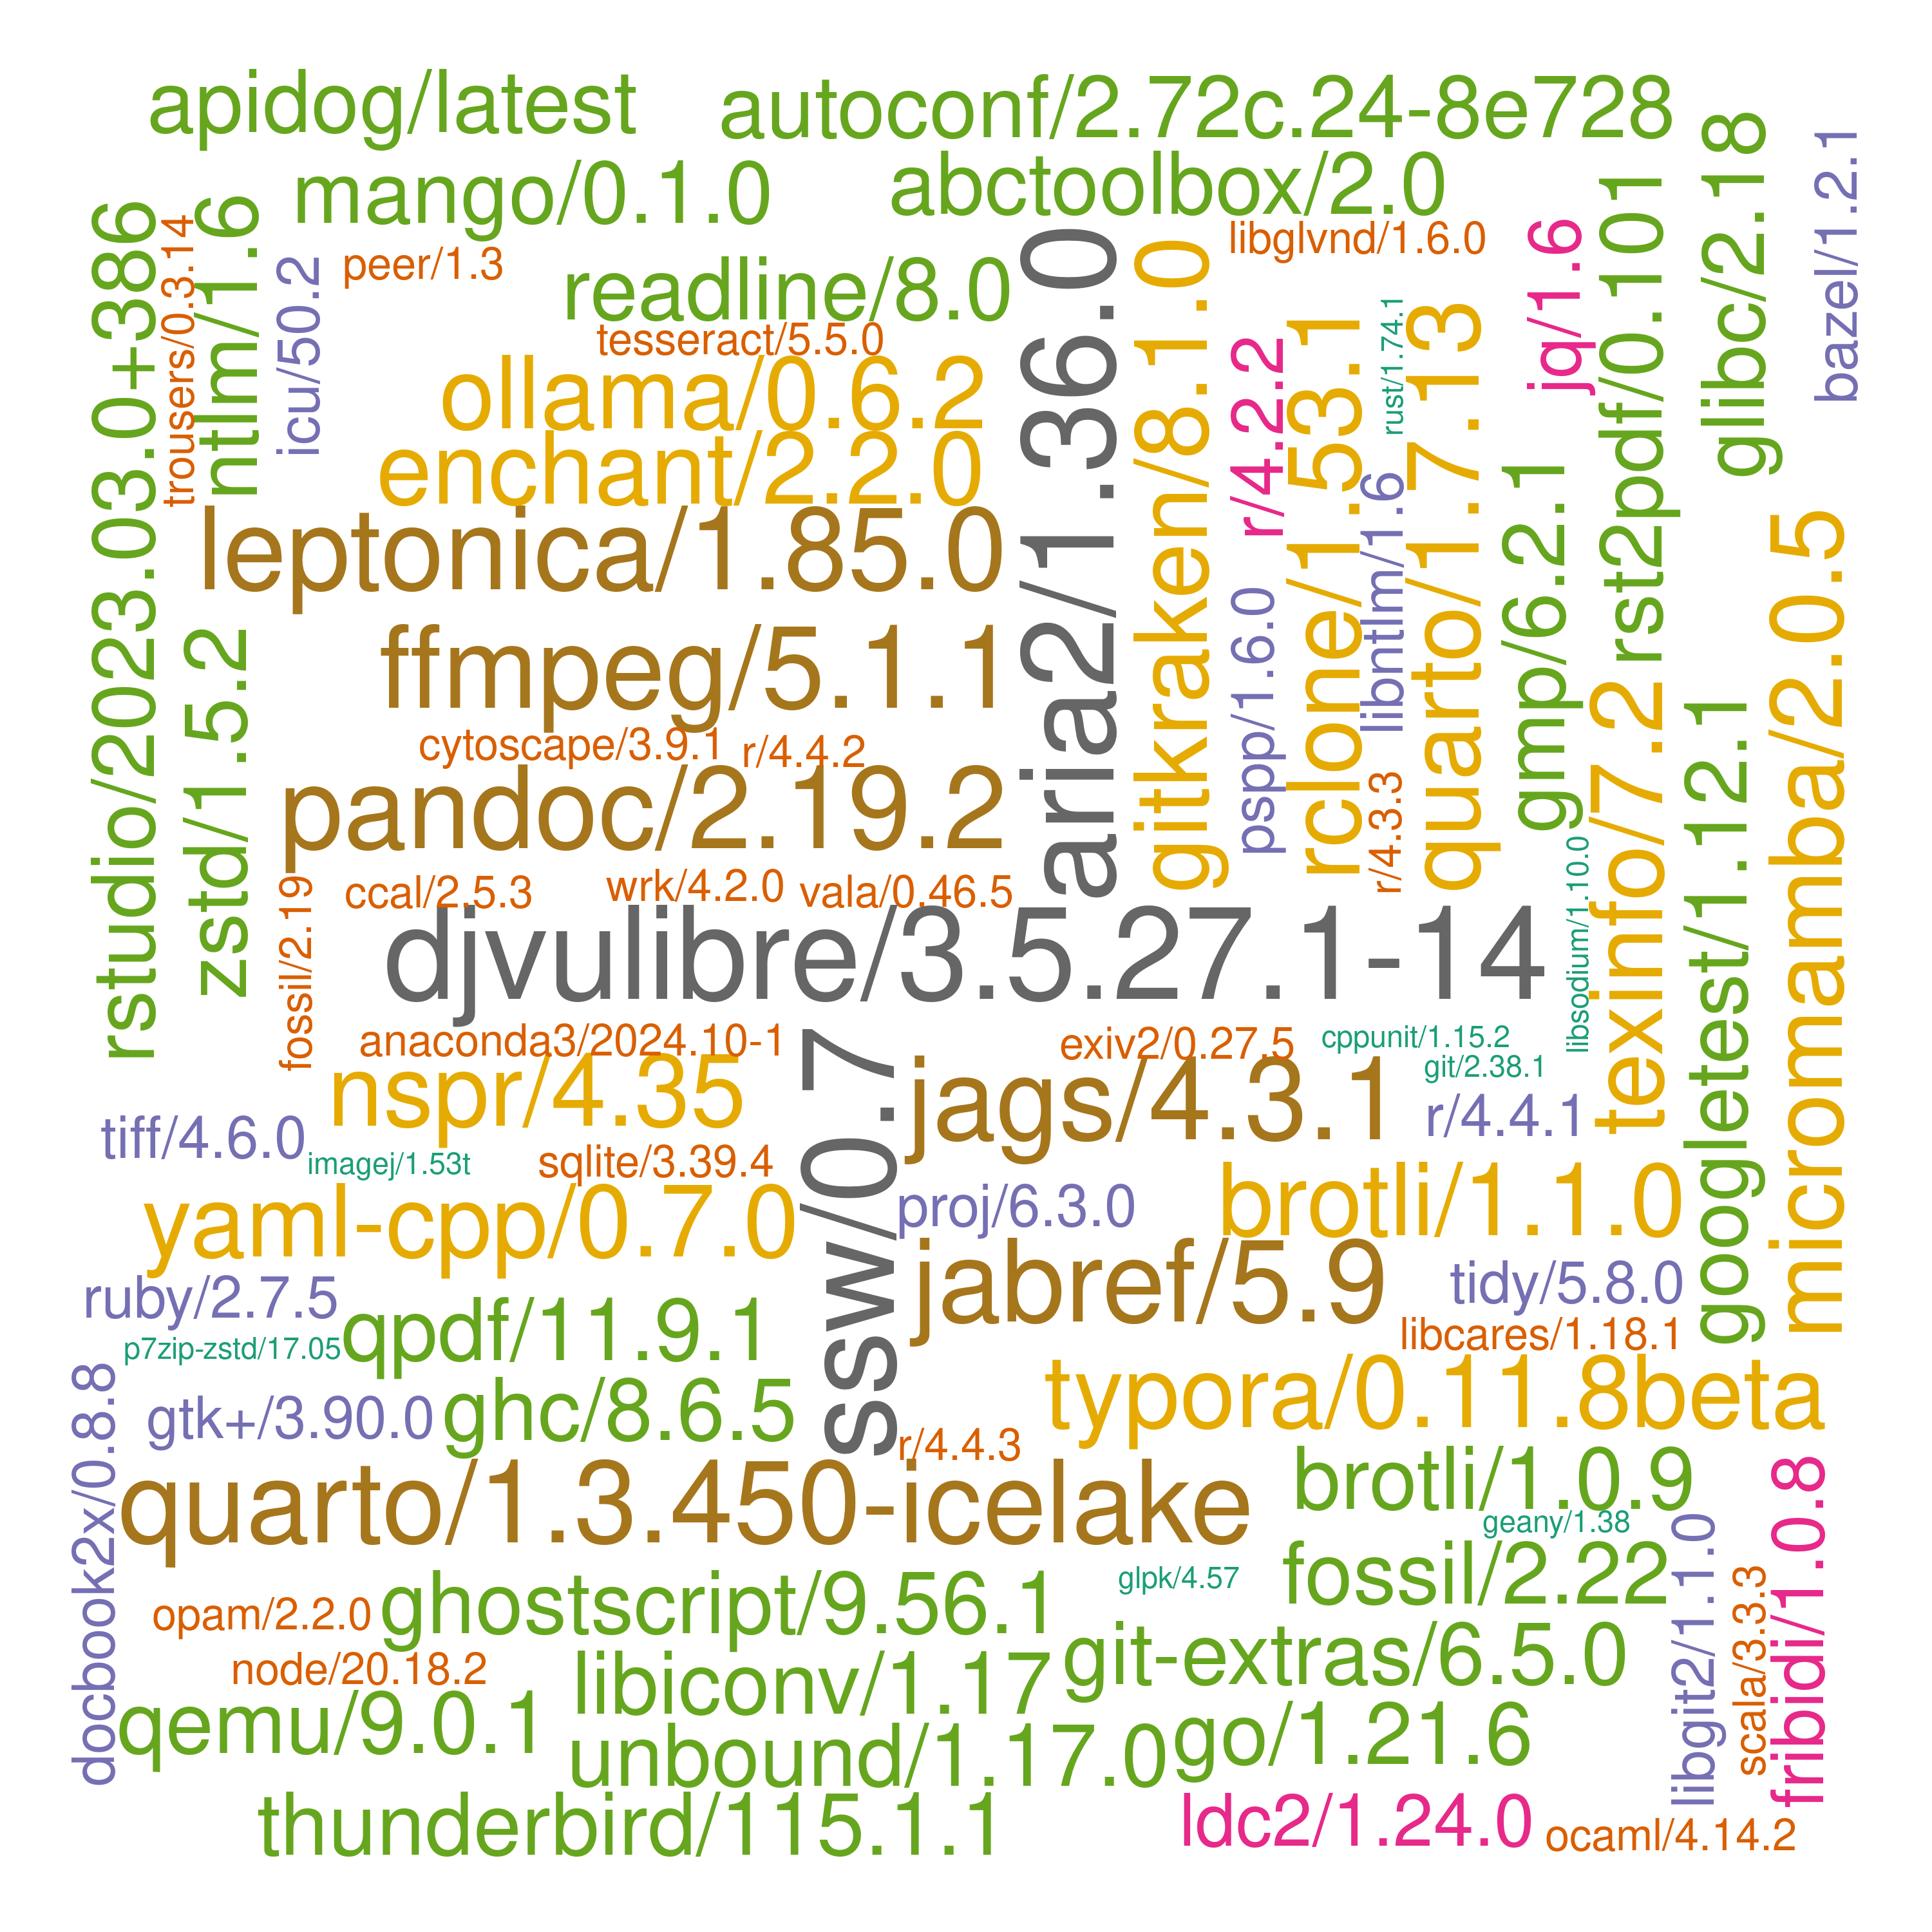 apidog/latest
autoconf/2.72c.24-8e728
mango/0.1.0
abctoolbox/2.0
glibc/2.18
bazel/1.2.1
rstudio/2023.03.0+386
trousers/0.3.14
ntlm/1.6
icu/50.2
peer/1.3
readline/8.0
tesseract/5.5.0
ollama/0.6.2
enchant/2.2.0
leptonica/1.85.0
ffmpeg/5.1.1
aria2/1.36.0
gitkraken/8.1.0
libglvnd/1.6.0
r/4.2.2
rclone/1.53.1
rust/1.74.1
quarto/1.7.13
jq/1.6
rst2pdf/0.101
libntlm/1.6
pspp/1.6.0
gmp/6.2.1
micromamba/2.0.5
zstd/1.5.2
cytoscape/3.9.1
r/4.4.2
pandoc/2.19.2
r/4.3.3
texinfo/7.2
googletest/1.12.1
libsodium/1.10.0
fossil/2.19
ccal/2.5.3
wrk/4.2.0
vala/0.46.5
djvulibre/3.5.27.1-14
anaconda3/2024.10-1
exiv2/0.27.5
cppunit/1.15.2
git/2.38.1
nspr/4.35
ssw/0.7
jags/4.3.1
r/4.4.1
tiff/4.6.0
imagej/1.53t
sqlite/3.39.4
yaml-cpp/0.7.0
proj/6.3.0
brotli/1.1.0
ruby/2.7.5
jabref/5.9
tidy/5.8.0
p7zip-zstd/17.05
qpdf/11.9.1
libcares/1.18.1
docbook2x/0.8.8
gtk+/3.90.0
ghc/8.6.5
typora/0.11.8beta
r/4.4.3
quarto/1.3.450-icelake
brotli/1.0.9
geany/1.38
fribidi/1.0.8
libgit2/1.1.0
scala/3.3.3
glpk/4.57
fossil/2.22
opam/2.2.0
ghostscript/9.56.1
node/20.18.2
libiconv/1.17
git-extras/6.5.0
qemu/9.0.1
unbound/1.17.0
go/1.21.6
thunderbird/115.1.1
ldc2/1.24.0
ocaml/4.14.2